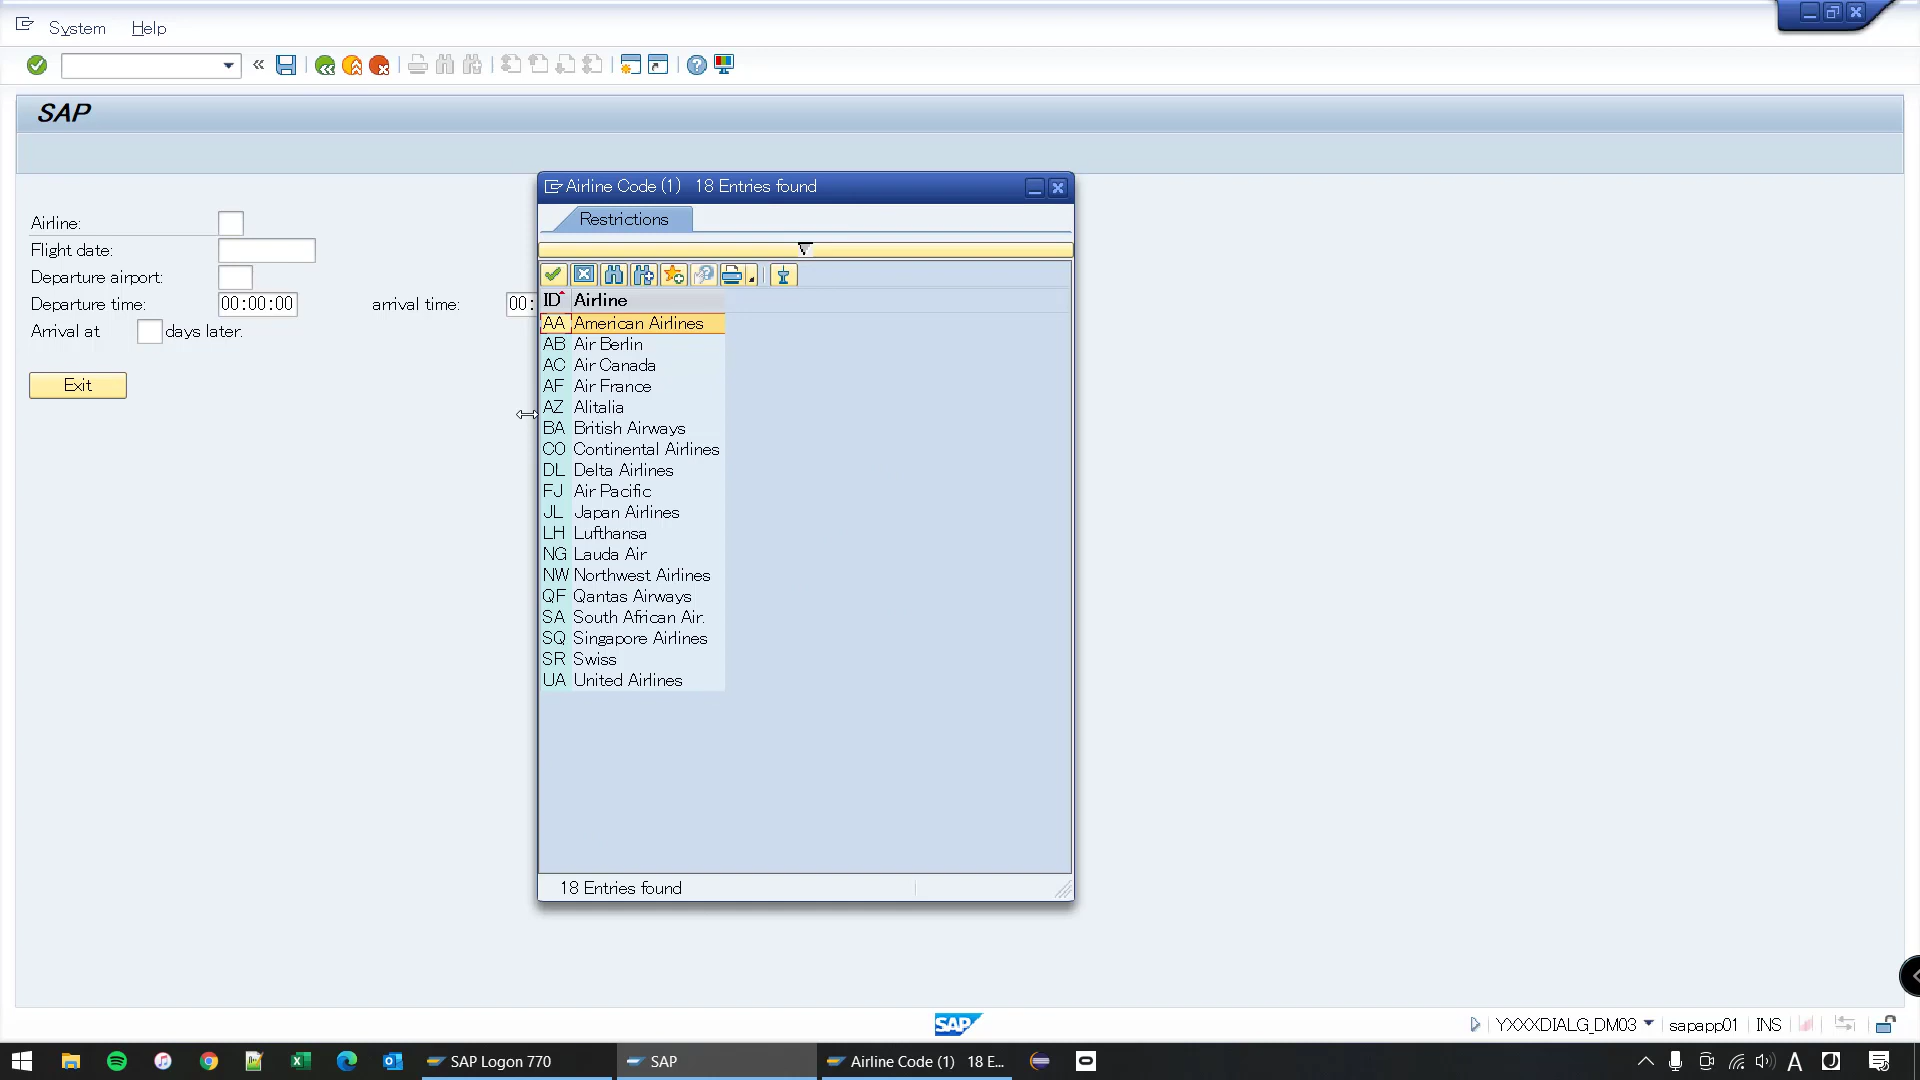 System Help
SAP
Airline Code (1) 18 Entries found
Restrictions
Airline:
Flight date:
Departure airport:
Departure time: 00:00:00 arrival time: 00:
Arrival at days later.
Exit
ID Airline
AA American Airlines
AB Air Berlin
AC Air Canada
AF Air France
AZ Alitalia
BA British Airways
CO Continental Airlines
DL Delta Airlines
FJ Air Pacific
JL Japan Airlines
LH Lufthansa
NG Lauda Air
NW Northwest Airlines
QF Qantas Airways
SA South African Air.
SQ Singapore Airlines
SR Swiss
UA United Airlines
18 Entries found
SAP
YXXXDIALG_DM03 sapapp01 INS
SAP Logon 770 SAP Airline Code (1) 18 E... A